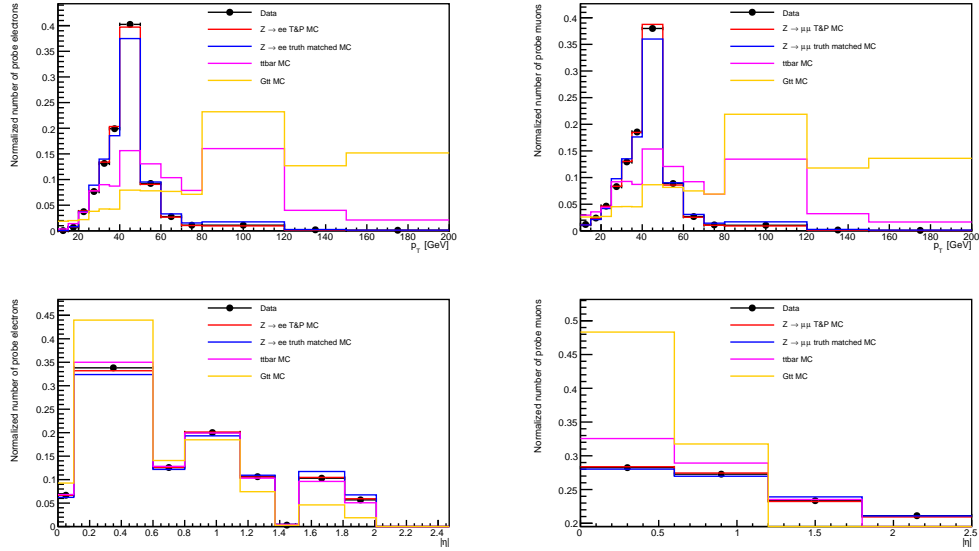 Normalized number of probe electrons
0.4
0.35
0.3
0.25
0.2
0.15
0.1
0.05
0
20 40 60 80 100 120 140 160 180 200
p_T [GeV]
Data
Z → ee T&P MC
Z → ee truth matched MC
ttbar MC
Gtt MC
Normalized number of probe muons
0.4
0.35
0.3
0.25
0.2
0.15
0.1
0.05
0
20 40 60 80 100 120 140 160 180 200
p_T [GeV]
Data
Z → μμ T&P MC
Z → μμ truth matched MC
ttbar MC
Gtt MC
Normalized number of probe electrons
0.45
0.4
0.35
0.3
0.25
0.2
0.15
0.1
0.05
0
0 0.2 0.4 0.6 0.8 1 1.2 1.4 1.6 1.8 2 2.2 2.4
|η|
Data
Z → ee T&P MC
Z → ee truth matched MC
ttbar MC
Gtt MC
Normalized number of probe muons
0.5
0.45
0.4
0.35
0.3
0.25
0.2
0 0.5 1 1.5 2 2.5
|η|
Data
Z → μμ T&P MC
Z → μμ truth matched MC
ttbar MC
Gtt MC